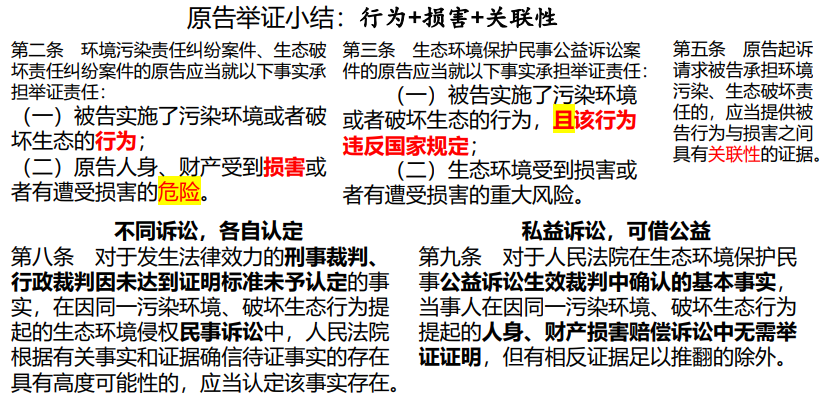 原告举证小结：行为+损害+关联性
第二条 环境污染责任纠纷案件、生态破
坏责任纠纷案件的原告应当就以下事实承
担举证责任：
（一）被告实施了污染环境或者破
坏生态的行为；
（二）原告人身、财产受到损害或
者有遭受损害的危险。
第三条 生态环境保护民事公益诉讼案
件的原告应当就以下事实承担举证责任：
（一）被告实施了污染环境
或者破坏生态的行为，且该行为
违反国家规定；
（二）生态环境受到损害或
者有遭受损害的重大风险。
第五条 原告起诉
请求被告承担环境
污染、生态破坏责
任的，应当提供被
告行为与损害之间
具有关联性的证据。
不同诉讼，各自认定
第八条 对于发生法律效力的刑事裁判、
行政裁判因未达到证明标准未予认定的事
实，在因同一污染环境、破坏生态行为提
起的生态环境侵权民事诉讼中，人民法院
根据有关事实和证据确信待证事实的存在
具有高度可能性的，应当认定该事实存在。
私益诉讼，可借公益
第九条 对于人民法院在生态环境保护民
事公益诉讼生效裁判中确认的基本事实，
当事人在因同一污染环境、破坏生态行为
提起的人身、财产损害赔偿诉讼中无需举
证证明，但有相反证据足以推翻的除外。